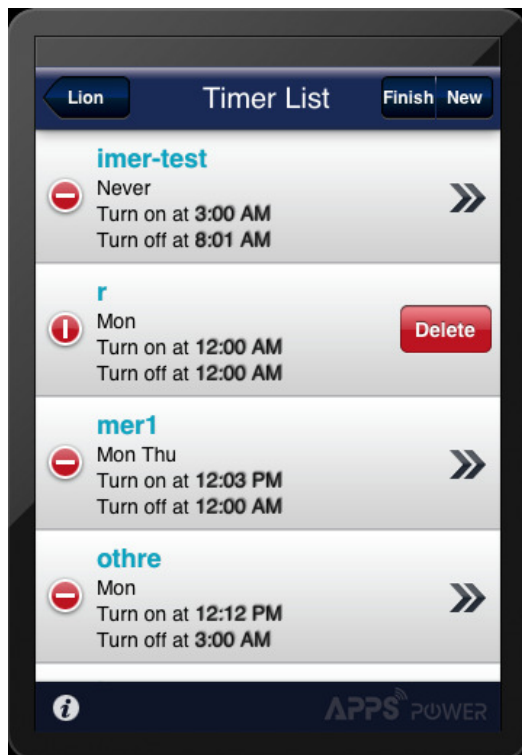 Lion Timer List Finish New
imer-test
Never
Turn on at 3:00 AM
Turn off at 8:01 AM
r
Mon
Turn on at 12:00 AM
Turn off at 12:00 AM
Delete
mer1
Mon Thu
Turn on at 12:03 PM
Turn off at 12:00 AM
othre
Mon
Turn on at 12:12 PM
Turn off at 3:00 AM
i APPS POWER